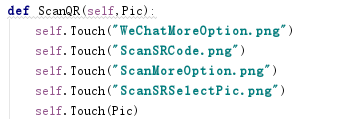 def ScanQR(self,Pic):
self.Touch("WeChatMoreOption.png")
self.Touch("ScanSRCode.png")
self.Touch("ScanMoreOption.png")
self.Touch("ScanSRSelectPic.png")
self.Touch(Pic)